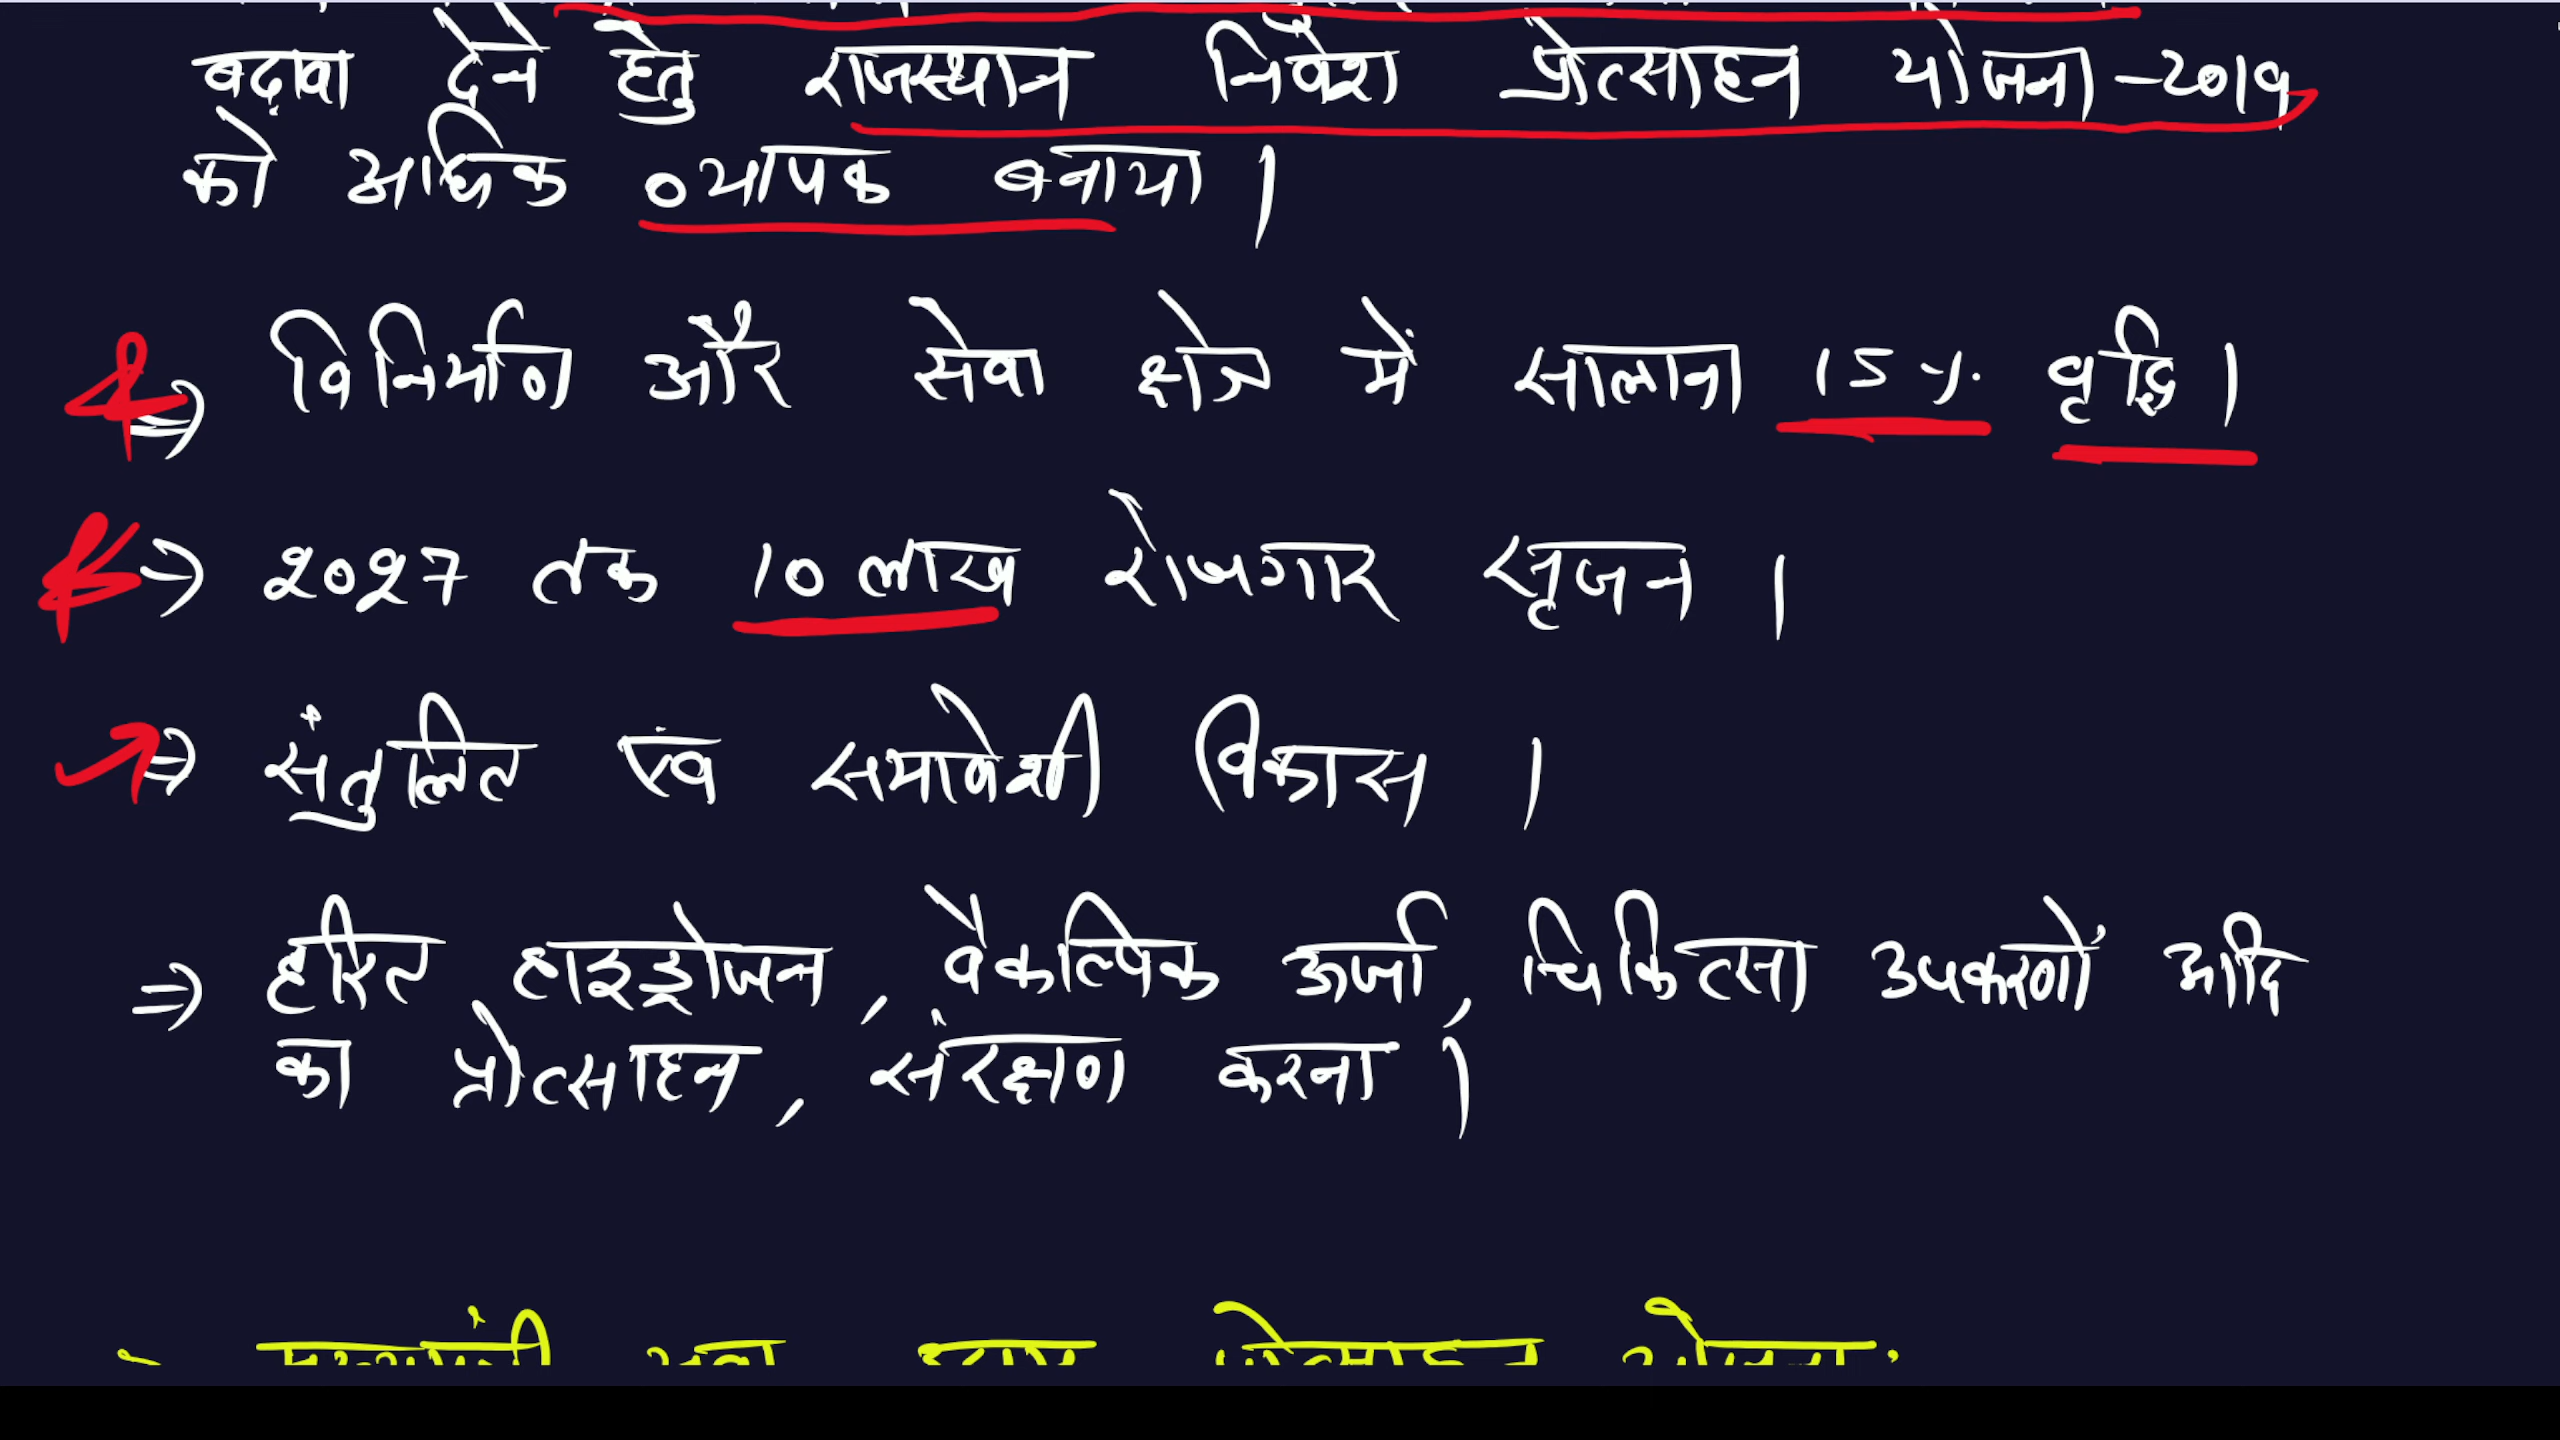 बढ़ावा देने हेतु राजस्थान निवेश प्रोत्साहन योजना -2019
को अधिक व्यापक बनाया |
⇒ विनिर्माण और सेवा क्षेत्र में सालाना 15 %. वृद्धि |
⇒ 2027 तक 10 लाख रोजगार सृजन |
⇒ संतुलित एंव समावेशी विकास |
⇒ हरित हाइड्रोजन, वैकल्पिक ऊर्जा, चिकित्सा उपकरणों आदि
का प्रोत्साहन, संरक्षण करना |